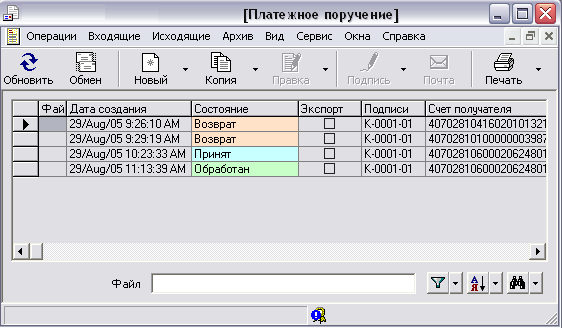 [Платежное поручение]
Операции Входящие Исходящие Архив Вид Сервис Окна Справка
Обновить Обмен Новый Копия Правка Подпись Почта Печать
Фай Дата создания Состояние Экспорт Подписи Счет получателя
29/Aug/05 9:26:10 AM Возврат К-0001-01 40702810416020101321
29/Aug/05 9:29:19 AM Возврат К-0001-01 4070281010000000398
29/Aug/05 10:23:33 AM Принят К-0001-01 40702810600020624801
29/Aug/05 11:13:39 AM Обработан К-0001-01 40702810600020624801
Файл